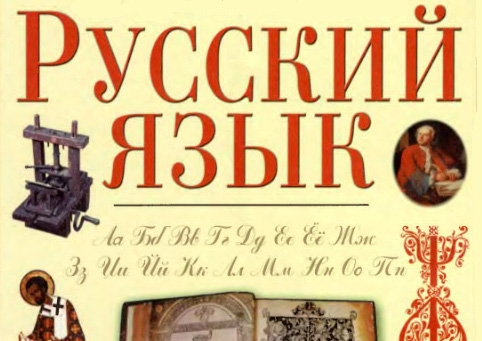 РУССКИЙ
ЯЗЫК
Аа Бб Вв Гг Дд Ее Ёё Жж
Зз Ии Йй Кк Лл Мм Нн Оо Пп